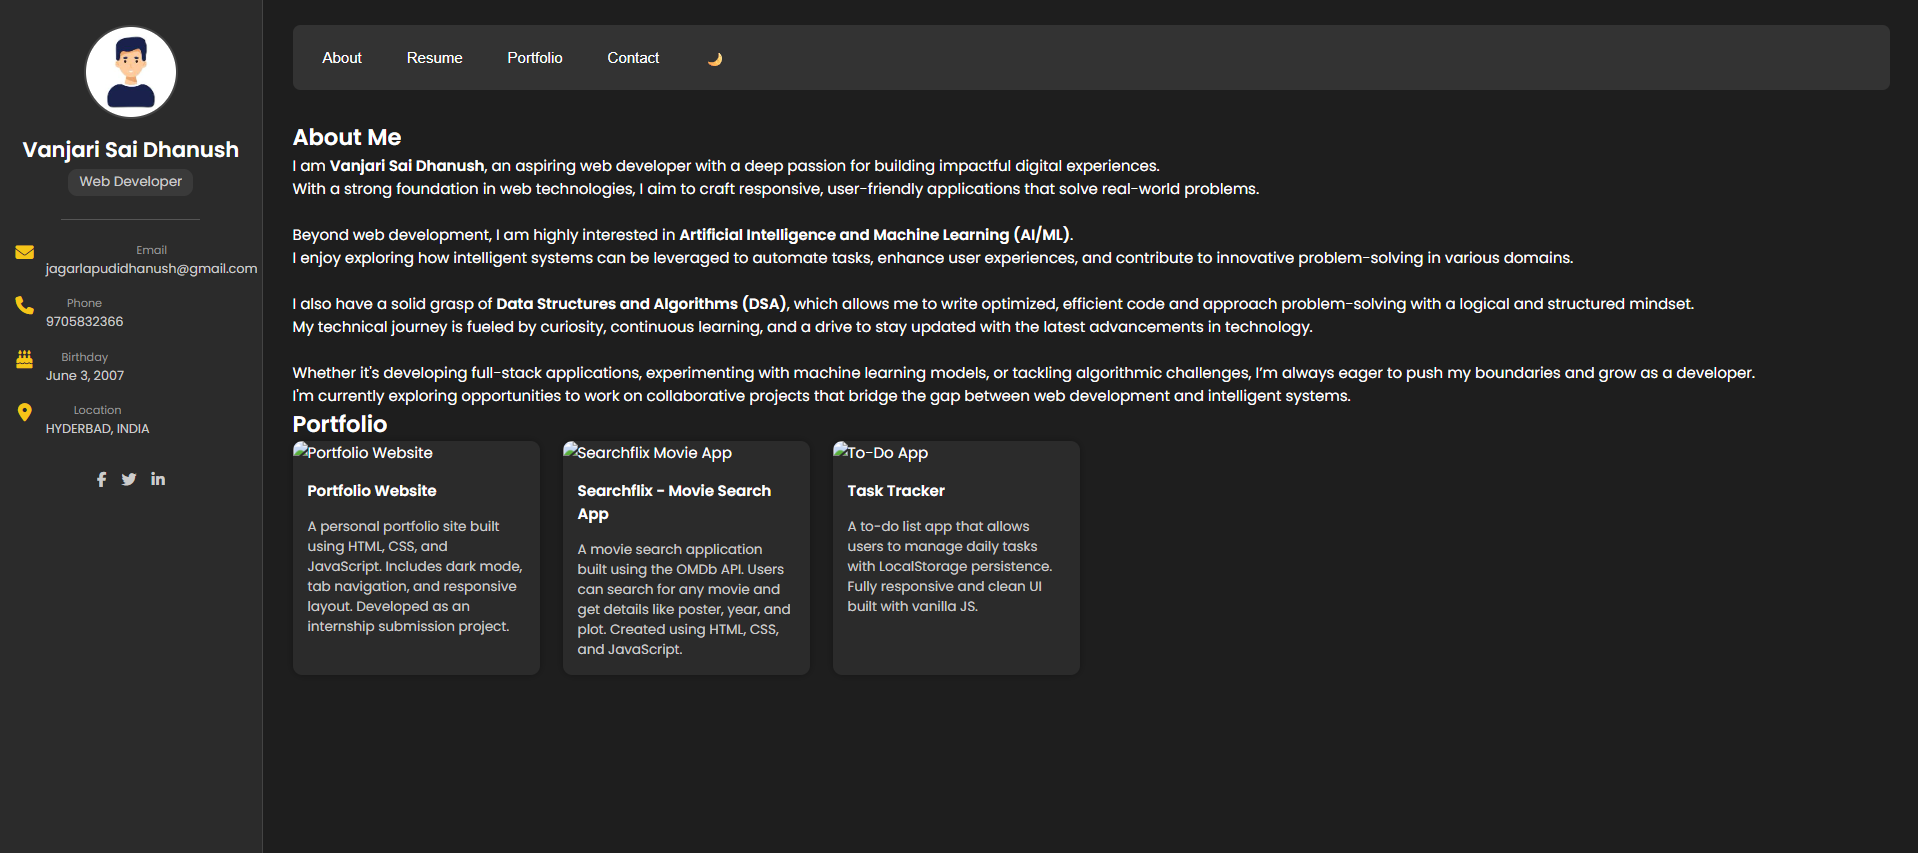 Vanjari Sai Dhanush
Web Developer
Email
jagarlapudidhanush@gmail.com
Phone
9705832366
Birthday
June 3, 2007
Location
HYDERBAD, INDIA
About Resume Portfolio Contact
About Me
I am Vanjari Sai Dhanush, an aspiring web developer with a deep passion for building impactful digital experiences.
With a strong foundation in web technologies, I aim to craft responsive, user-friendly applications that solve real-world problems.
Beyond web development, I am highly interested in Artificial Intelligence and Machine Learning (AI/ML).
I enjoy exploring how intelligent systems can be leveraged to automate tasks, enhance user experiences, and contribute to innovative problem-solving in various domains.
I also have a solid grasp of Data Structures and Algorithms (DSA), which allows me to write optimized, efficient code and approach problem-solving with a logical and structured mindset.
My technical journey is fueled by curiosity, continuous learning, and a drive to stay updated with the latest advancements in technology.
Whether it's developing full-stack applications, experimenting with machine learning models, or tackling algorithmic challenges, I’m always eager to push my boundaries and grow as a developer.
I'm currently exploring opportunities to work on collaborative projects that bridge the gap between web development and intelligent systems.
Portfolio
Portfolio Website
Portfolio Website
A personal portfolio site built
using HTML, CSS, and
JavaScript. Includes dark mode,
tab navigation, and responsive
layout. Developed as an
internship submission project.
Searchflix Movie App
Searchflix - Movie Search
App
A movie search application
built using the OMDb API. Users
can search for any movie and
get details like poster, year, and
plot. Created using HTML, CSS,
and JavaScript.
To-Do App
Task Tracker
A to-do list app that allows
users to manage daily tasks
with LocalStorage persistence.
Fully responsive and clean UI
built with vanilla JS.